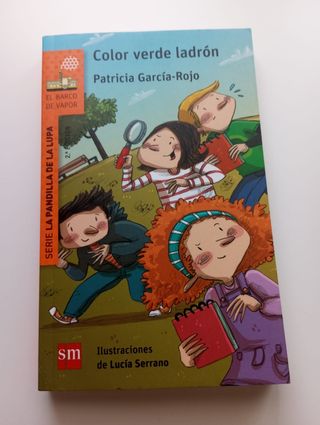 Color verde ladrón
Patricia García-Rojo
EL BARCO
DE VAPOR
SERIE LA PANDILLA DE LA LUPA
sm
Ilustraciones
de Lucía Serrano